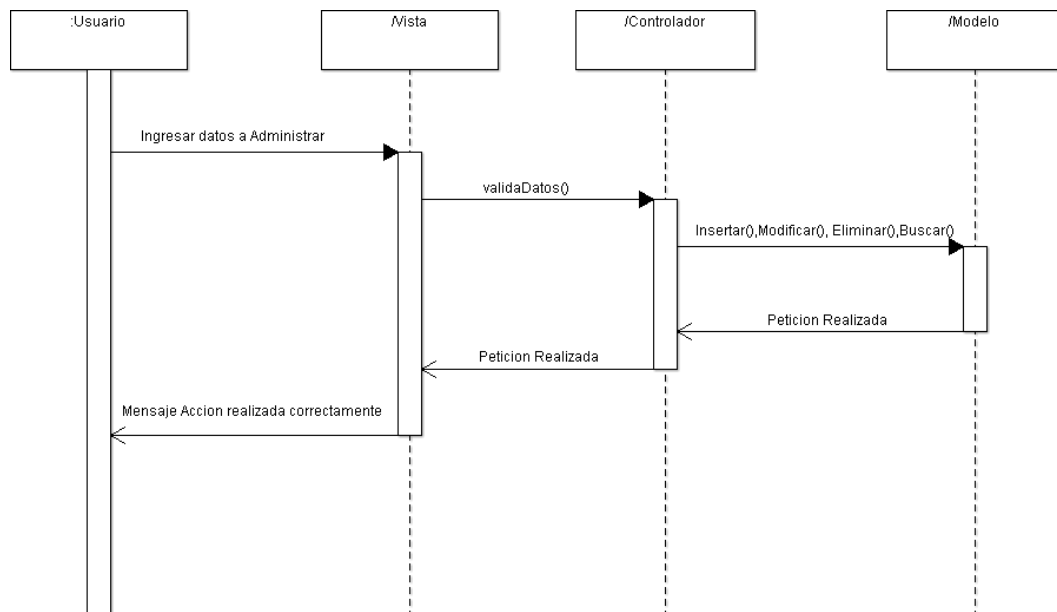 :Usuario
/Vista
/Controlador
/Modelo
Ingresar datos a Administrar
validaDatos()
Insertar(),Modificar(), Eliminar(),Buscar()
Peticion Realizada
Peticion Realizada
Mensaje Accion realizada correctamente